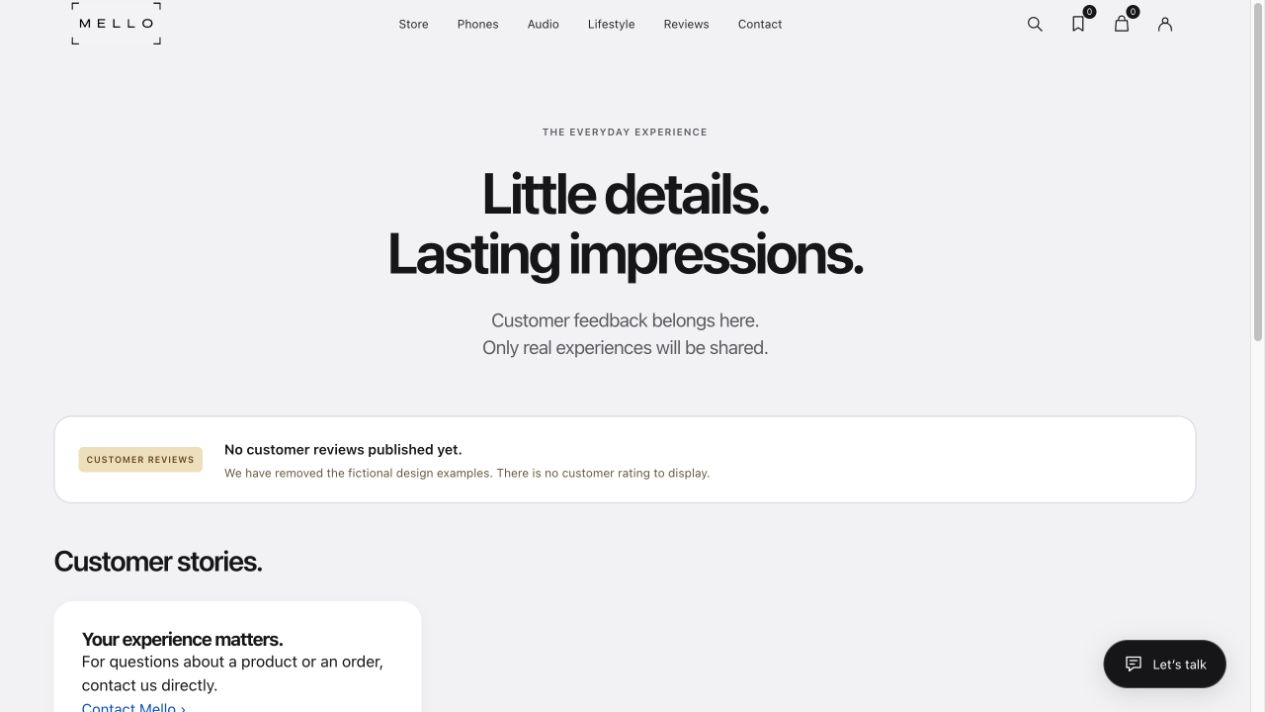 MELLO
Store
Phones
Audio
Lifestyle
Reviews
Contact
0
0
THE EVERYDAY EXPERIENCE
Little details.
Lasting impressions.
Customer feedback belongs here.
Only real experiences will be shared.
CUSTOMER REVIEWS
No customer reviews published yet.
We have removed the fictional design examples. There is no customer rating to display.
Customer stories.
Your experience matters.
For questions about a product or an order,
contact us directly.
Contact Mello ›
Let's talk